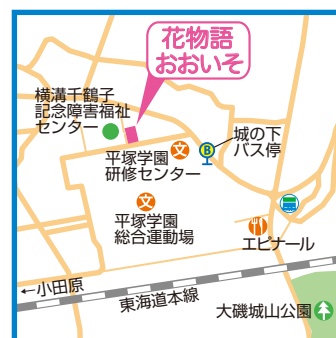 花物語
おおいそ
横溝千鶴子
記念障害福祉
センター
城の下
バス停
B
文
平塚学園
研修センター
文
平塚学園
総合運動場
エピナール
←小田原
東海道本線
大磯城山公園